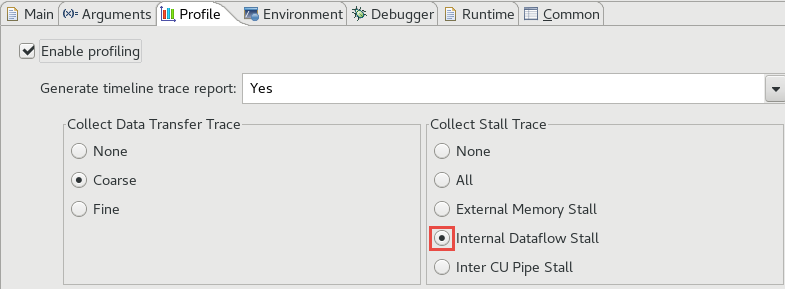 Main (x)= Arguments Profile Environment Debugger Runtime Common
Enable profiling
Generate timeline trace report: Yes
Collect Data Transfer Trace
None
Coarse
Fine
Collect Stall Trace
None
All
External Memory Stall
Internal Dataflow Stall
Inter CU Pipe Stall